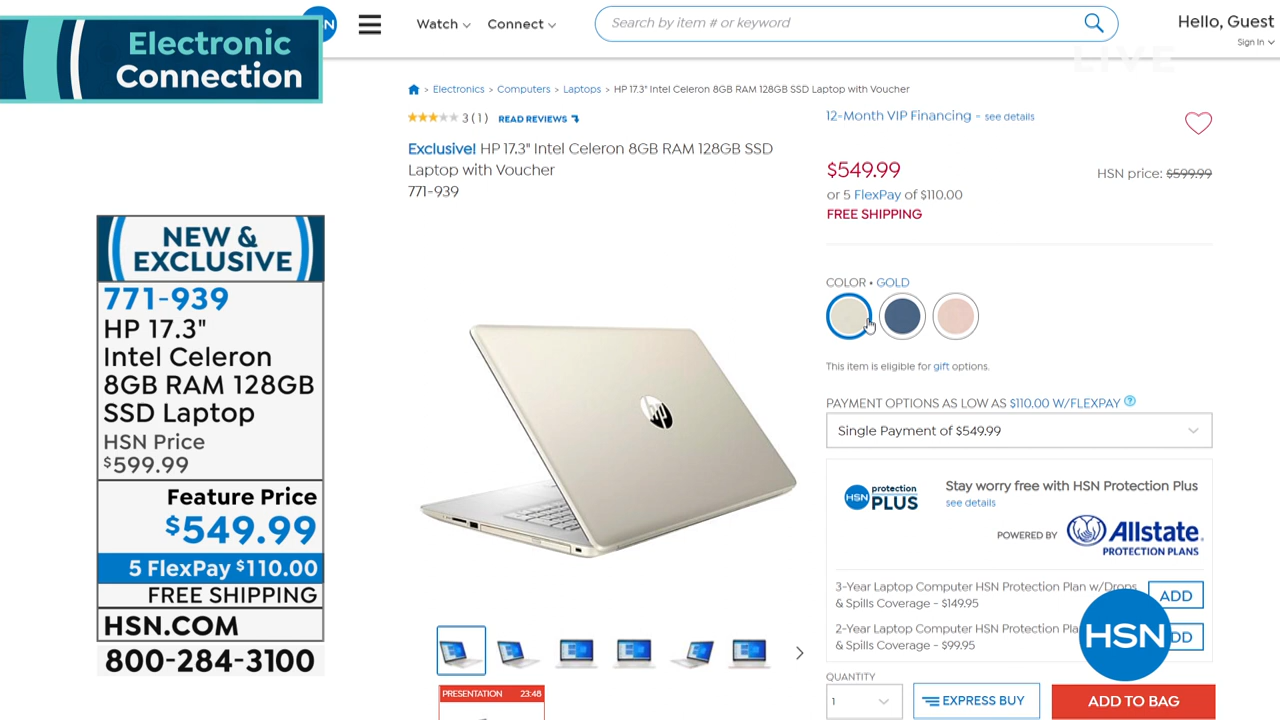 Electronic
Connection
Watch
Connect
Search by item # or keyword
Hello, Guest
Sign In
LIVE
> Electronics > Computers > Laptops > HP 17.3" Intel Celeron 8GB RAM 128GB SSD Laptop with Voucher
3 (1) READ REVIEWS
Exclusive! HP 17.3" Intel Celeron 8GB RAM 128GB SSD
Laptop with Voucher
771-939
12-Month VIP Financing - see details
$549.99
HSN price: $599.99
or 5 FlexPay of $110.00
FREE SHIPPING
COLOR • GOLD
This item is eligible for gift options.
PAYMENT OPTIONS AS LOW AS $110.00 W/FLEXPAY ?
Single Payment of $549.99
HSN protection
PLUS
Stay worry free with HSN Protection Plus
see details
POWERED BY
Allstate.
PROTECTION PLANS
3-Year Laptop Computer HSN Protection Plan w/Drops
& Spills Coverage - $149.95
ADD
2-Year Laptop Computer HSN Protection Pla
& Spills Coverage - $99.95
DD
HSN
QUANTITY
1
EXPRESS BUY
ADD TO BAG
hp
PRESENTATION 23:48
NEW &
EXCLUSIVE
771-939
HP 17.3"
Intel Celeron
8GB RAM 128GB
SSD Laptop
HSN Price
$599.99
Feature Price
$549.99
5 FlexPay $110.00
FREE SHIPPING
HSN.COM
800-284-3100